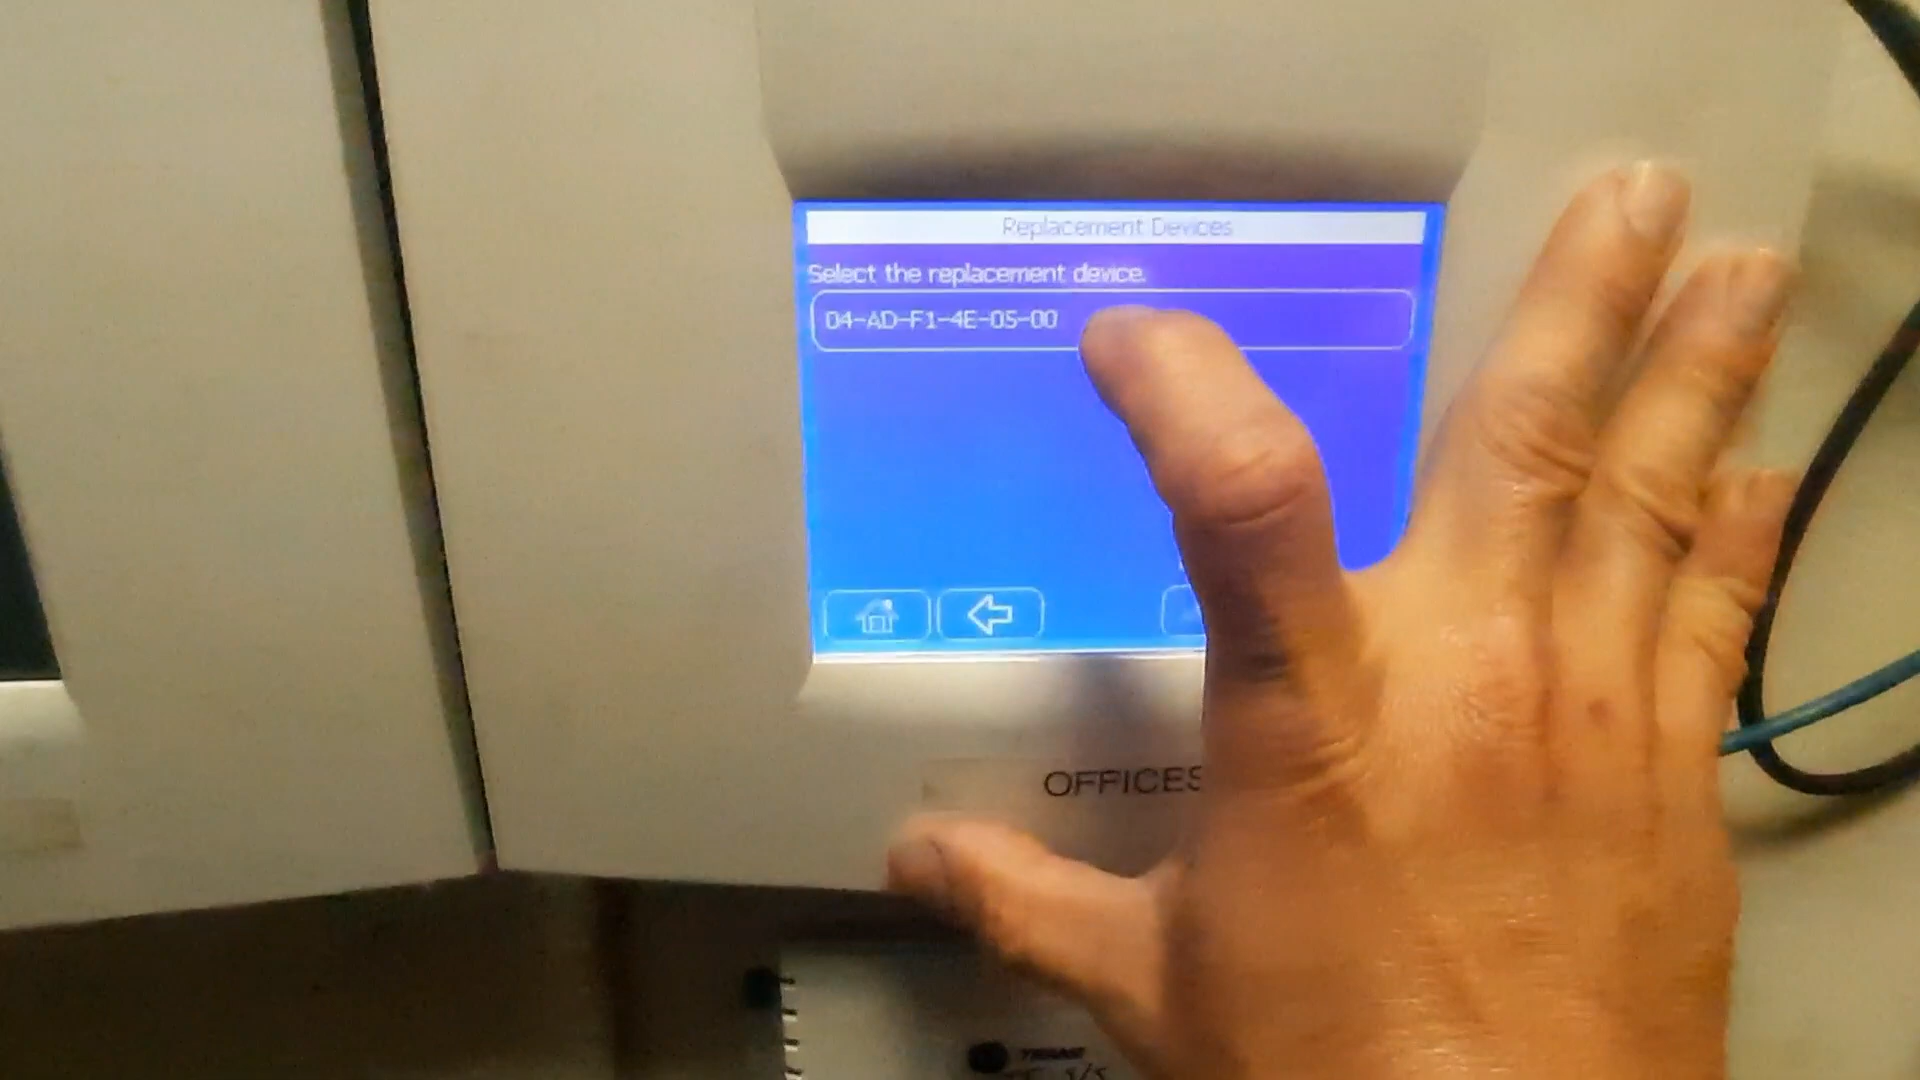 Replacement Devices
Select the replacement device.
04-AD-F1-4E-05-00
OFFICES